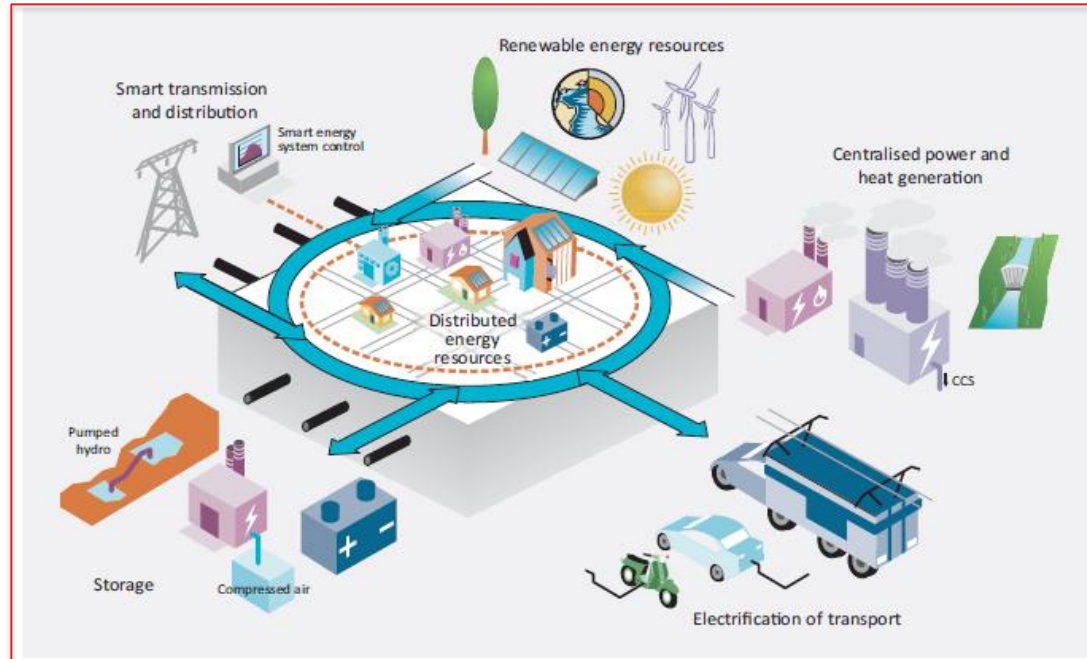 Renewable energy resources
Smart transmission
and distribution
Smart energy
system control
Centralised power and
heat generation
Distributed
energy
resources
CCS
Pumped
hydro
+ -
Storage
Compressed air
Electrification of transport